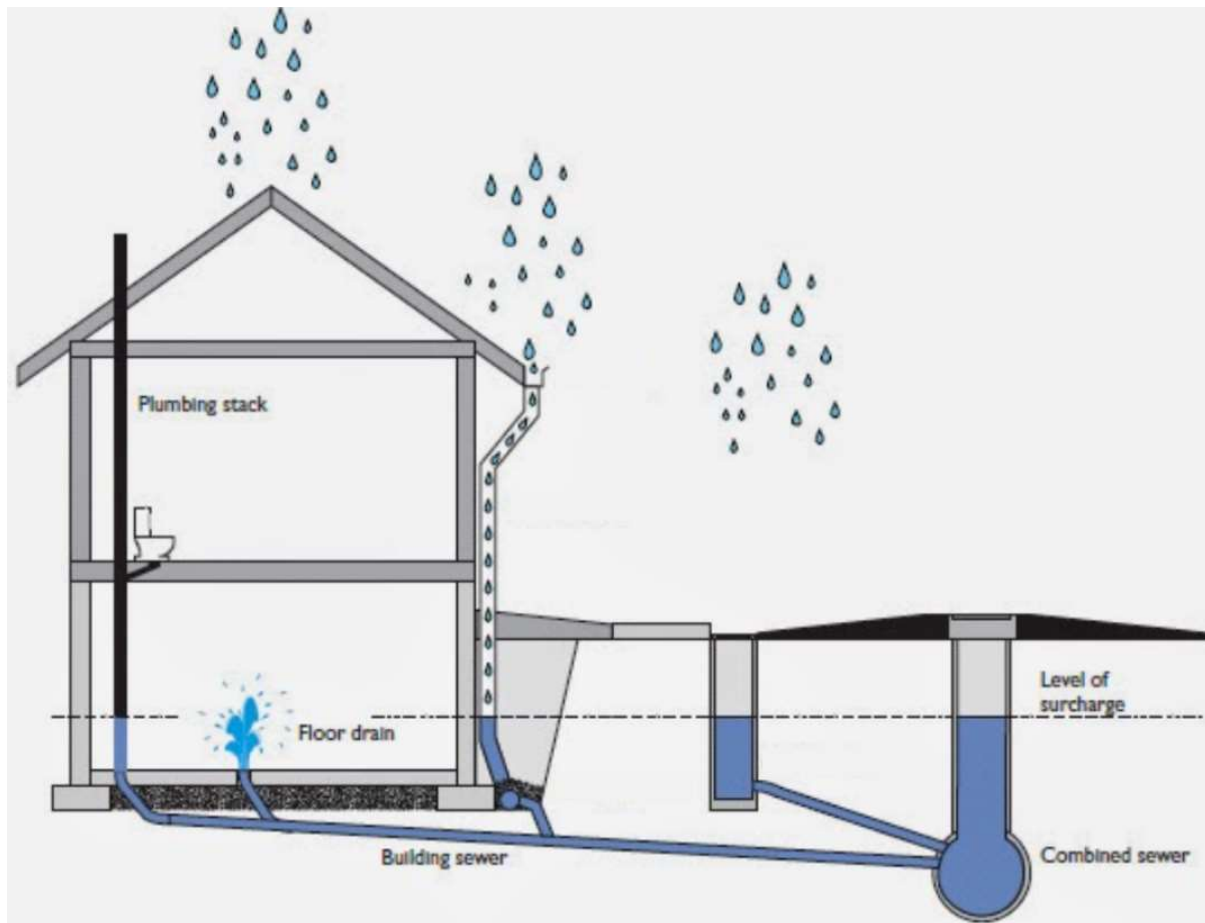 Plumbing stack
Level of
surcharge
Floor drain
Building sewer
Combined sewer